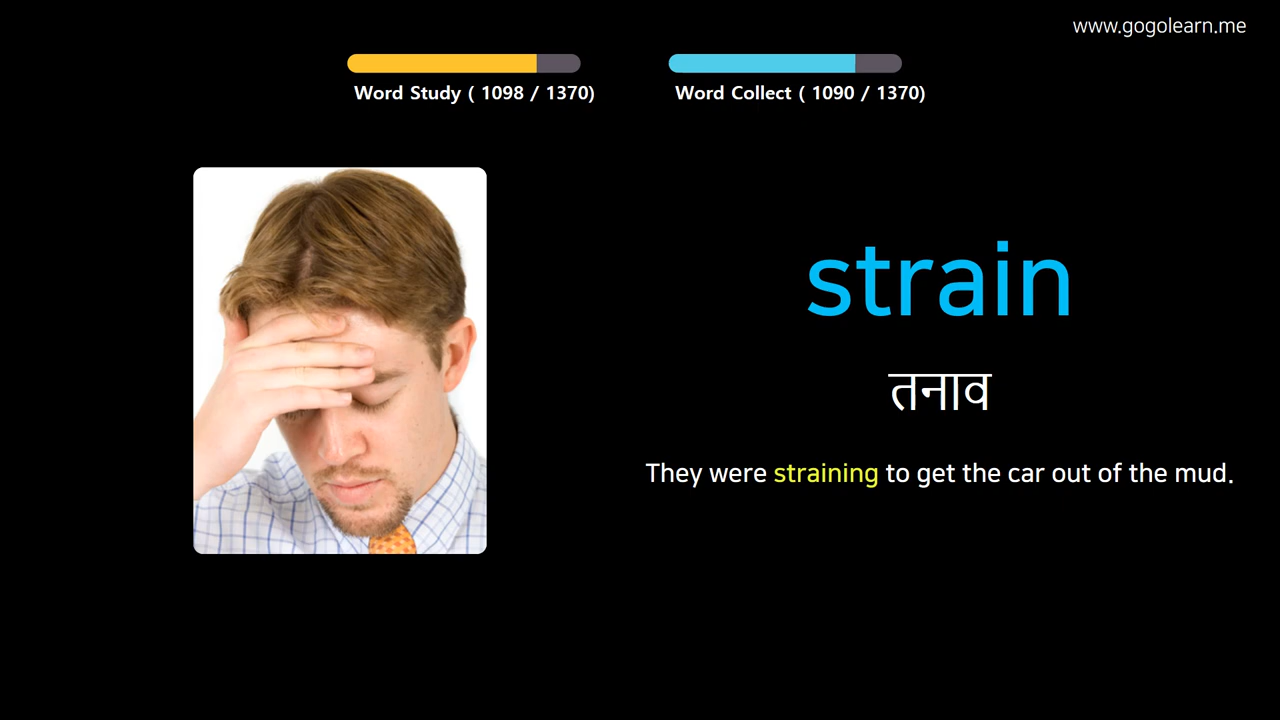 www.gogolearn.me
Word Study ( 1098 / 1370)
Word Collect ( 1090 / 1370)
strain
तनाव
They were straining to get the car out of the mud.